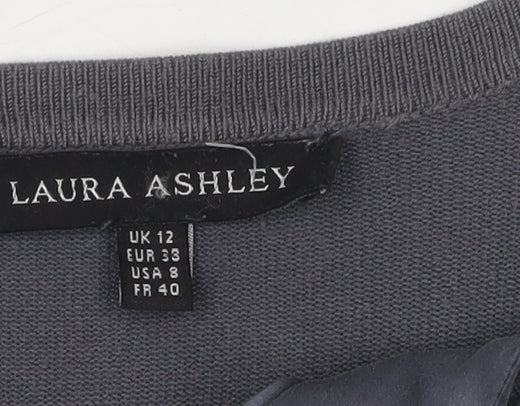 LAURA ASHLEY
UK 12
EUR 38
USA 8
FR 40